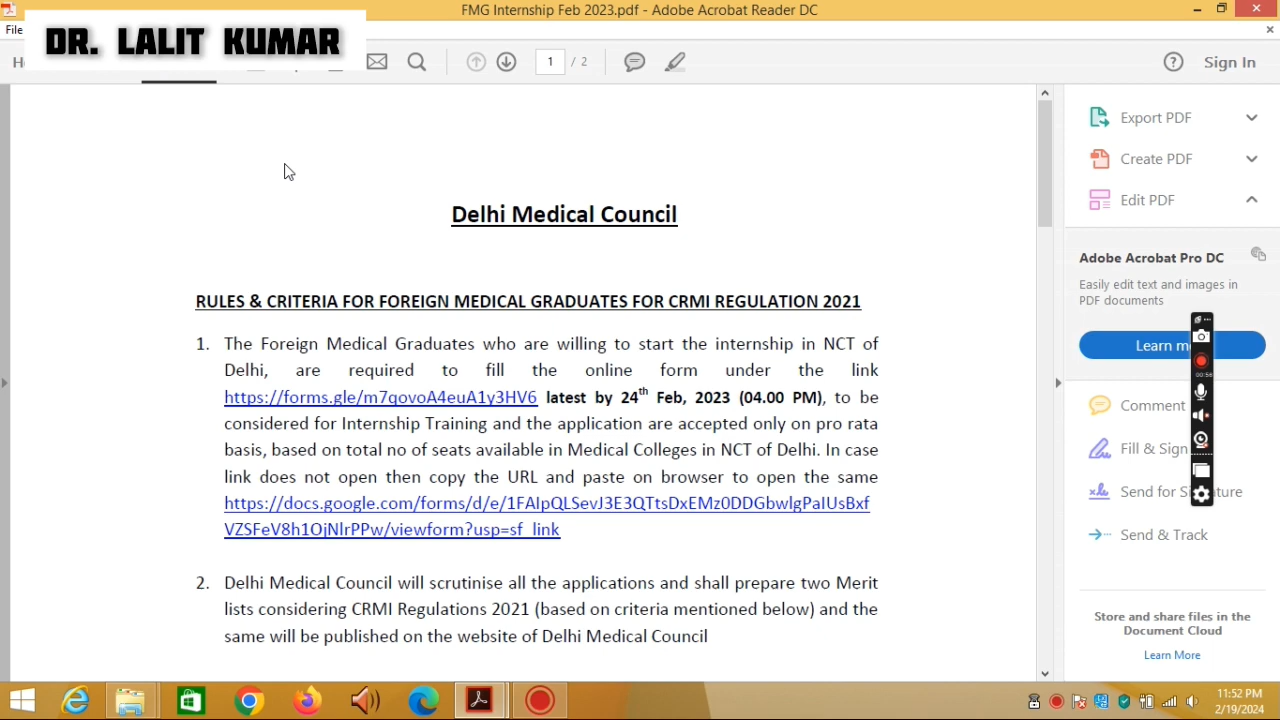 FMG Internship Feb 2023.pdf - Adobe Acrobat Reader DC
File
DR. LALIT KUMAR
1 / 2
Sign In
Export PDF
Create PDF
Edit PDF
Adobe Acrobat Pro DC
Easily edit text and images in
PDF documents
Learn
00:58
Comment
Fill & Sign
Send for
Send & Track
Store and share files in the
Document Cloud
Learn More
Delhi Medical Council
RULES & CRITERIA FOR FOREIGN MEDICAL GRADUATES FOR CRMI REGULATION 2021
1. The Foreign Medical Graduates who are willing to start the internship in NCT of
Delhi, are required to fill the online form under the link
https://forms.gle/m7qovoA4euA1y3HV6 latest by 24th Feb, 2023 (04.00 PM), to be
considered for Internship Training and the application are accepted only on pro rata
basis, based on total no of seats available in Medical Colleges in NCT of Delhi. In case
link does not open then copy the URL and paste on browser to open the same
https://docs.google.com/forms/d/e/1FAIpQLSevJ3E3QTtsDxEMz0DDGbwlgPaIUsBxf
VZSFeV8h1OjNlrPPw/viewform?usp=sf_link
2. Delhi Medical Council will scrutinise all the applications and shall prepare two Merit
lists considering CRMI Regulations 2021 (based on criteria mentioned below) and the
same will be published on the website of Delhi Medical Council
11:52 PM
2/19/2024